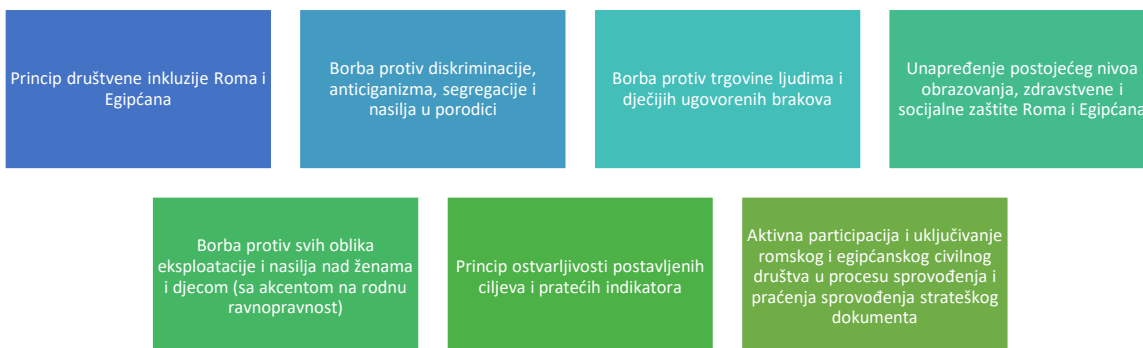 Princip društvene inkluzije Roma i
Egipćana
Borba protiv diskriminacije,
anticiganizma, segregacije i
nasilja u porodici
Borba protiv trgovine ljudima i
dječijih ugovorenih brakova
Unapređenje postojećeg nivoa
obrazovanja, zdravstvene i
socijalne zaštite Roma i Egipćana
Borba protiv svih oblika
eksploatacije i nasilja nad ženama
i djecom (sa akcentom na rodnu
ravnopravnost)
Princip ostvarljivosti postavljenih
ciljeva i pratećih indikatora
Aktivna participacija i uključivanje
romskog i egipćanskog civilnog
društva u procesu sprovođenja i
praćenja sprovođenja strateškog
dokumenta